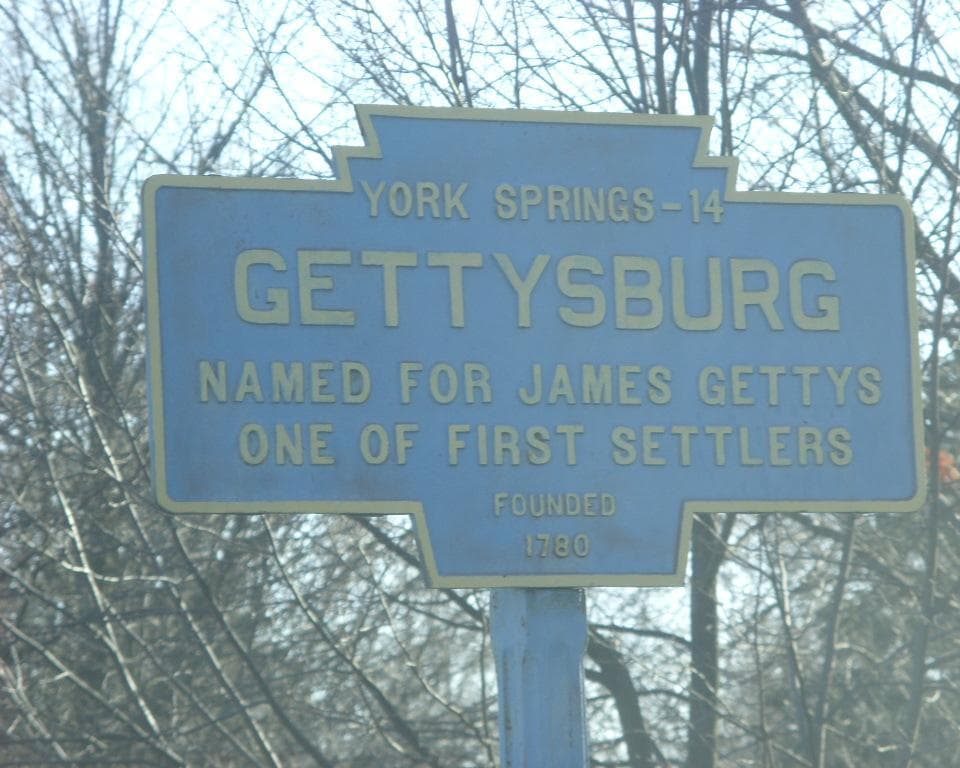 YORK SPRINGS-14
GETTYSBURG
NAMED FOR JAMES GETTYS
ONE OF FIRST SETTLERS
FOUNDED
1780